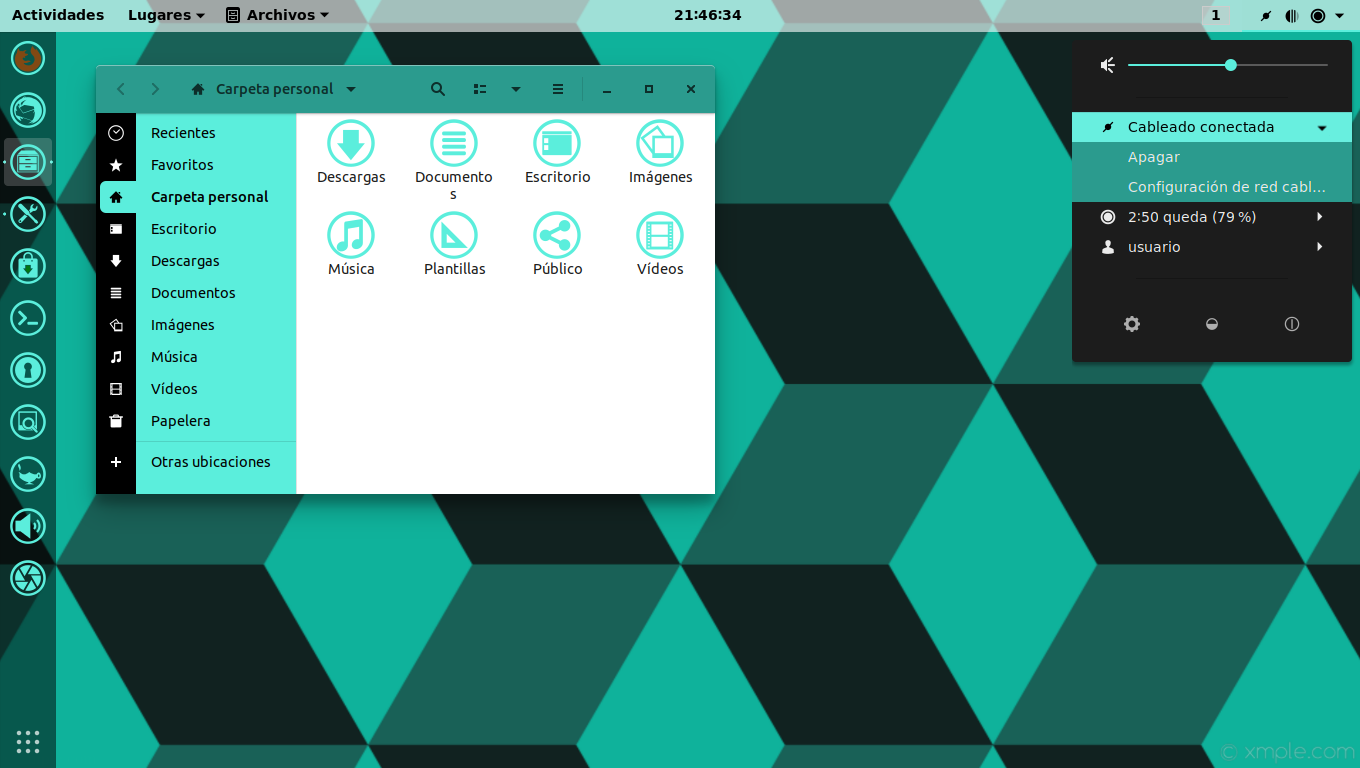 Actividades
Lugares
Archivos
21:46:34
1
Carpeta personal
Recientes
Favoritos
Carpeta personal
Escritorio
Descargas
Documentos
Imágenes
Música
Vídeos
Papelera
Otras ubicaciones
Descargas
Documento
s
Escritorio
Imágenes
Música
Plantillas
Público
Vídeos
Cableado conectada
Apagar
Configuración de red cabl...
2:50 queda (79 %)
usuario
© xmple.com